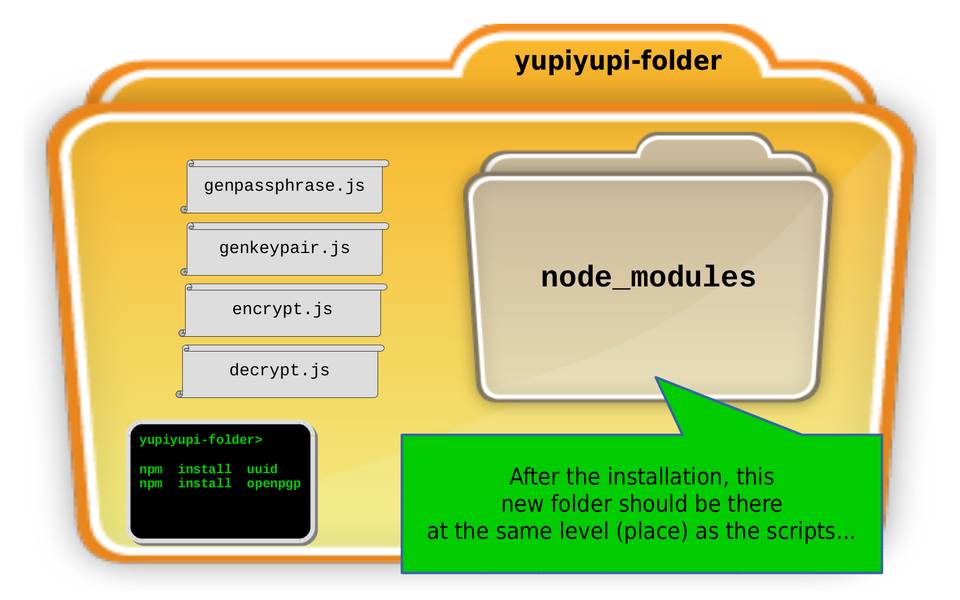 yupiyupi-folder
genpassphrase.js
genkeypair.js
encrypt.js
decrypt.js
node_modules
yupiyupi-folder>
npm  install  uuid
npm  install  openpgp
After the installation, this
new folder should be there
at the same level (place) as the scripts...